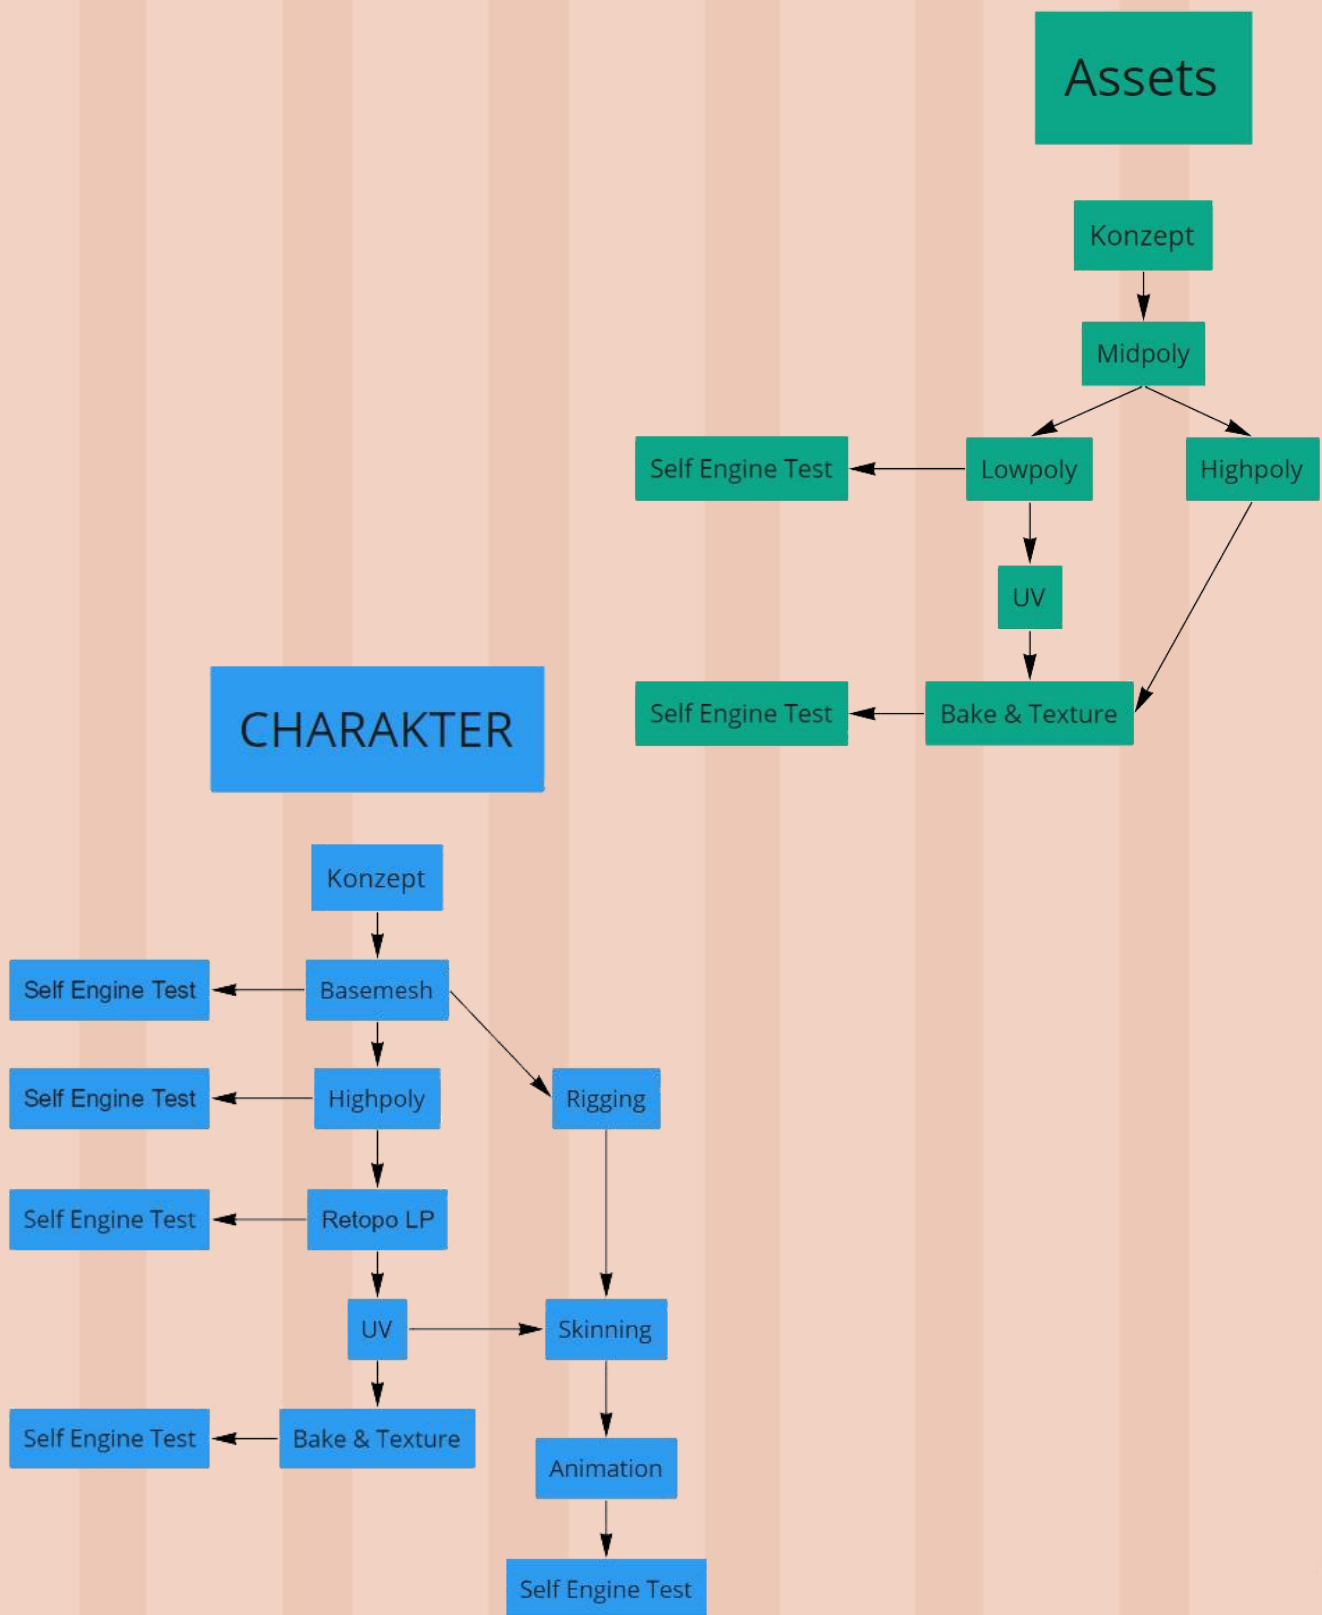 Assets
Konzept
Midpoly
Self Engine Test
Lowpoly
Highpoly
UV
Self Engine Test
Bake & Texture
CHARAKTER
Konzept
Self Engine Test
Basemesh
Self Engine Test
Highpoly
Rigging
Self Engine Test
Retopo LP
UV
Skinning
Self Engine Test
Bake & Texture
Animation
Self Engine Test